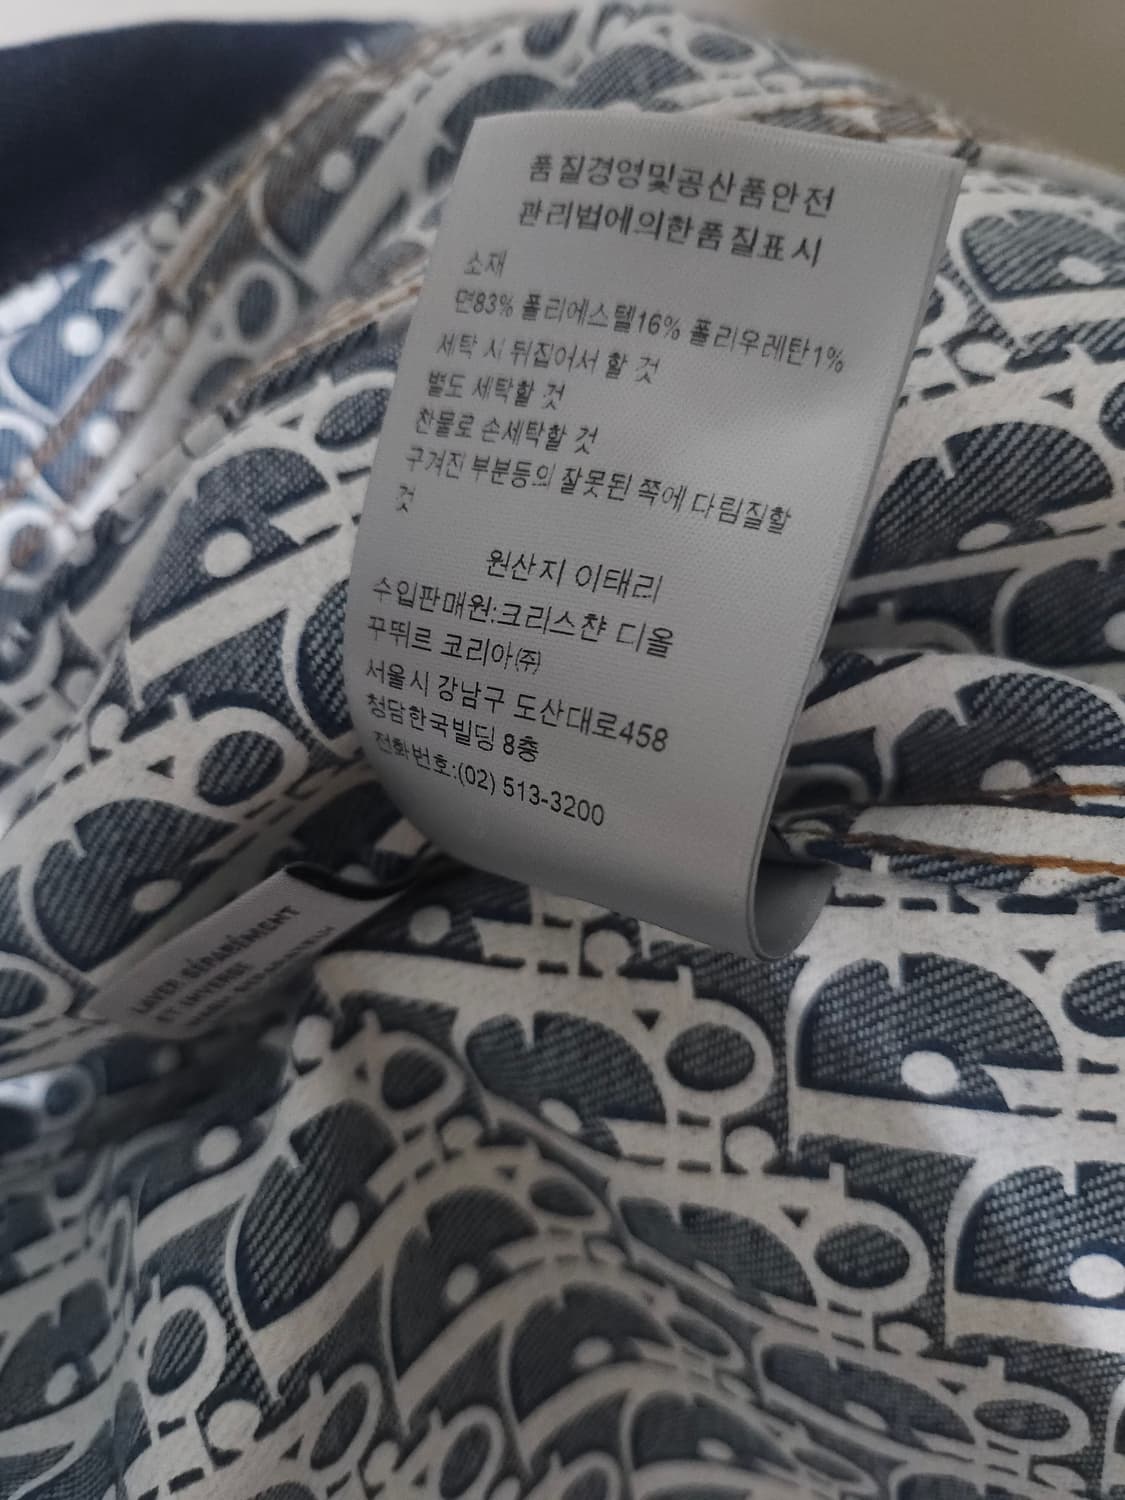 품질경영및공산품안전
관리법에의한품질표시
소재
면83% 폴리에스텔16% 폴리우레탄1%
세탁 시 뒤집어서 할 것
별도 세탁할 것
찬물로 손세탁할 것
구겨진 부분등의 잘못된 쪽에 다림질할
것
원산지 이태리
수입판매원:크리스챤 디올
꾸뛰르 코리아㈜
서울시 강남구 도산대로458
청담한국빌딩 8층
전화번호:(02) 513-3200
LAVER SÉPARÉMENT
ET INVERSE